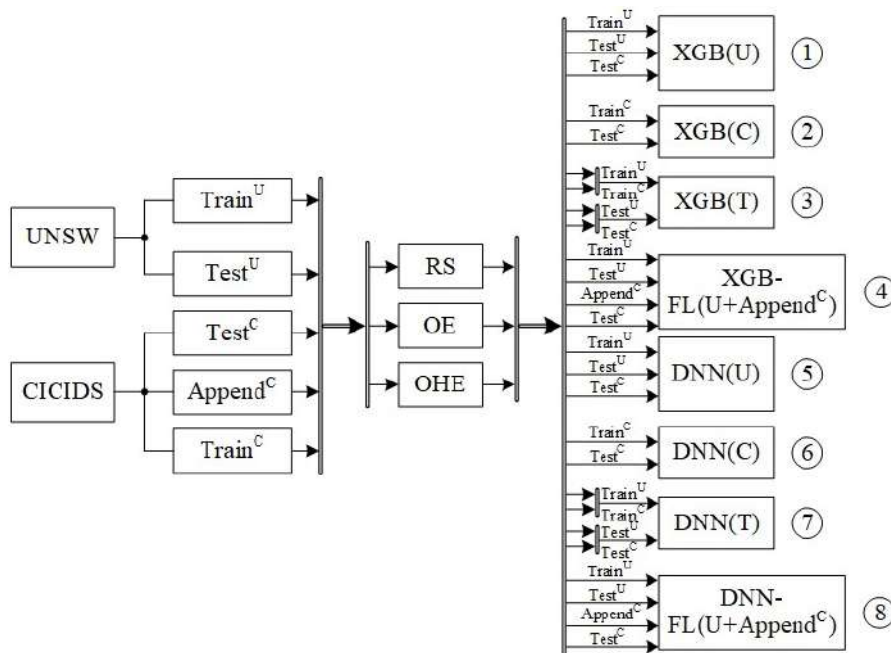 UNSW
CICIDS
Train^U
Test^U
Test^C
Append^C
Train^C
RS
OE
OHE
Train^U
Test^U
Test^C
XGB(U)
①
Train^C
Test^C
XGB(C)
②
Train^U
Train^C
Test^U
Test^C
XGB(T)
③
Train^U
Test^U
Append^C
Test^C
XGB-
FL(U+Append^C)
④
Train^U
Test^U
Test^C
DNN(U)
⑤
Train^C
Test^C
DNN(C)
⑥
Train^U
Train^C
Test^U
Test^C
DNN(T)
⑦
Train^U
Test^U
Append^C
Test^C
DNN-
FL(U+Append^C)
⑧